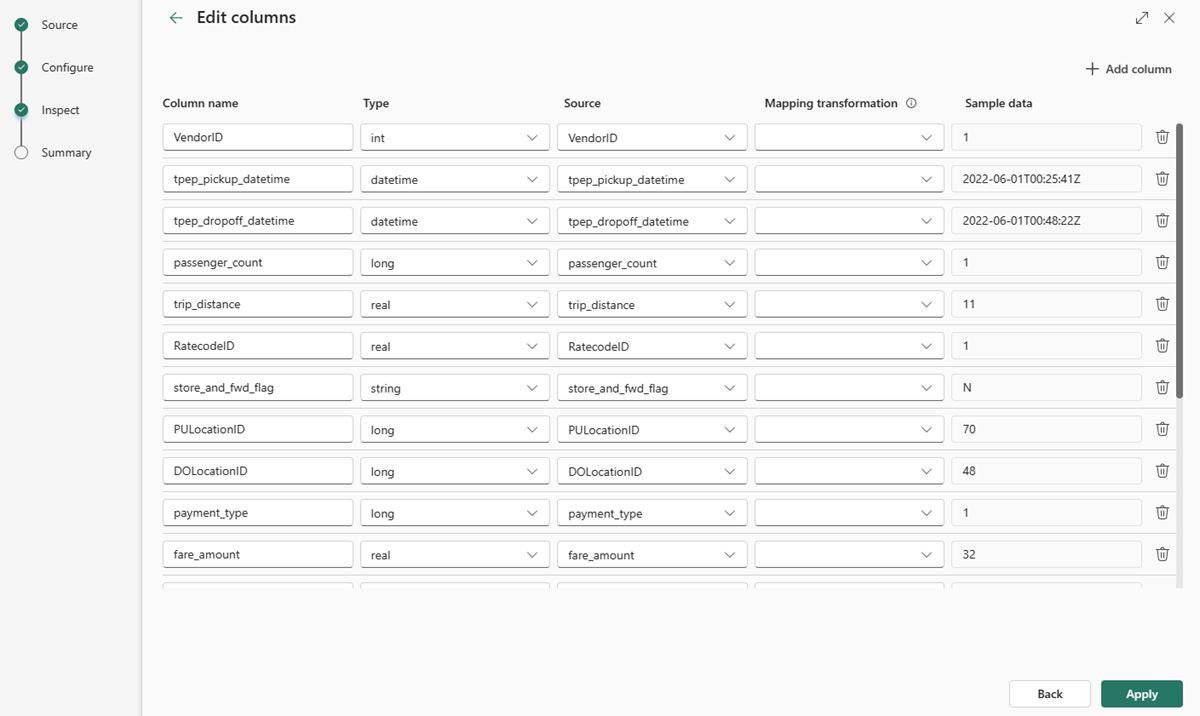 Source
Configure
Inspect
Summary
Edit columns
Add column
Column name Type Source Mapping transformation Sample data
VendorID int VendorID 1
tpep_pickup_datetime datetime tpep_pickup_datetime 2022-06-01T00:25:41Z
tpep_dropoff_datetime datetime tpep_dropoff_datetime 2022-06-01T00:48:22Z
passenger_count long passenger_count 1
trip_distance real trip_distance 11
RatecodeID real RatecodeID 1
store_and_fwd_flag string store_and_fwd_flag N
PULocationID long PULocationID 70
DOLocationID long DOLocationID 48
payment_type long payment_type 1
fare_amount real fare_amount 32
Back Apply